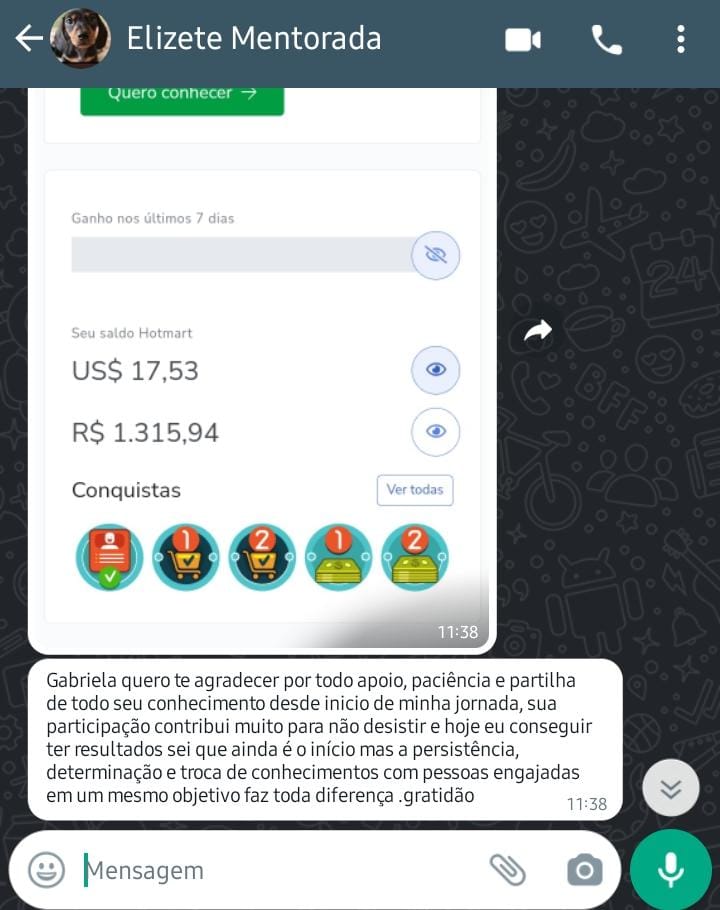 Elizete Mentorada
Quero conhecer →
Ganho nos últimos 7 dias
Seu saldo Hotmart
US$ 17,53
R$ 1.315,94
Conquistas
Ver todas
1
2
1
2
11:38
Gabriela quero te agradecer por todo apoio, paciência e partilha
de todo seu conhecimento desde inicio de minha jornada, sua
participação contribui muito para não desistir e hoje eu conseguir
ter resultados sei que ainda é o início mas a persistência,
determinação e troca de conhecimentos com pessoas engajadas
em um mesmo objetivo faz toda diferença .gratidão
11:38
Mensagem
24
BFF